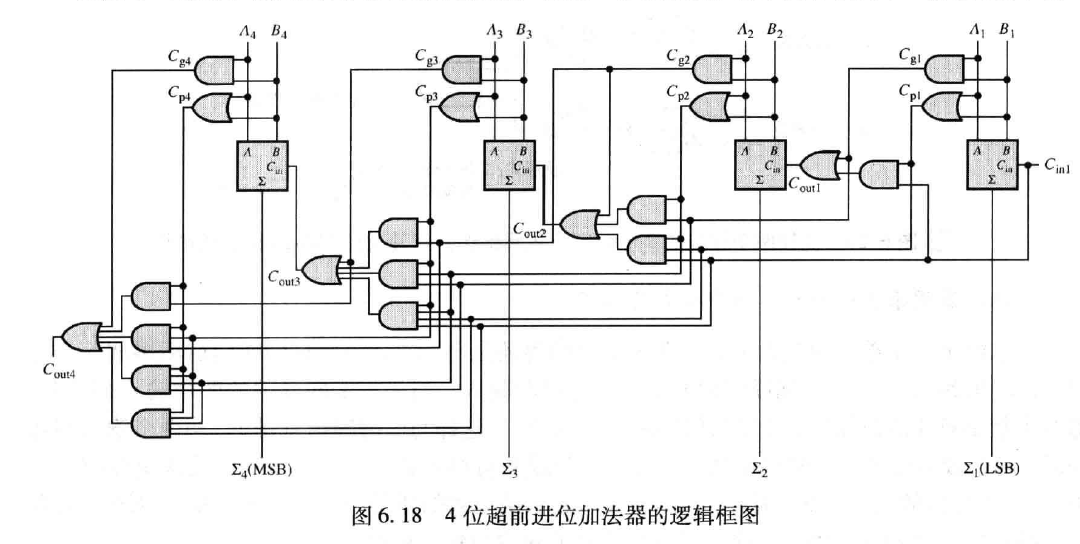 A4 B4 A3 B3 A2 B2 A1 B1
Cg4 Cg3 Cg2 Cg1
Cp4 Cp3 Cp2 Cp1
A B A B A B A B
Cin Cin Cin Cin Cin1
Σ Σ Σ Σ
Cout1
Cout2
Cout3
Cout4
Σ4(MSB) Σ3 Σ2 Σ1(LSB)
图 6.18 4 位超前进位加法器的逻辑框图